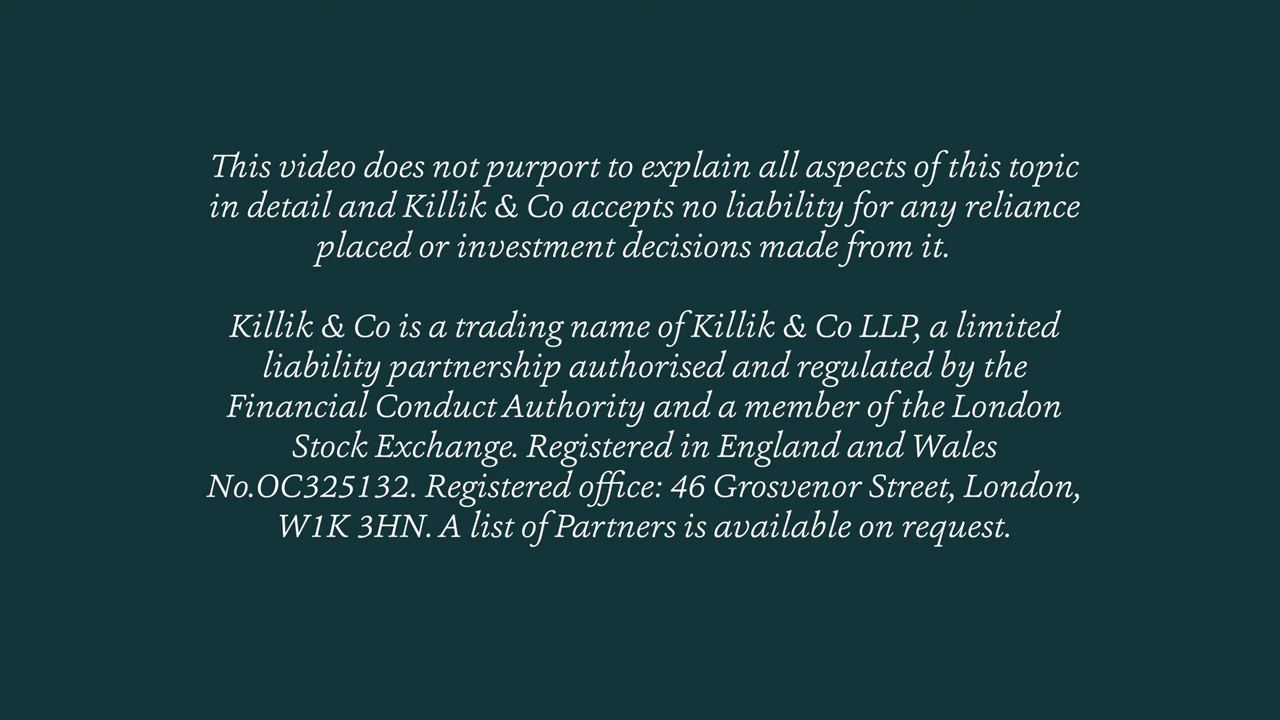 This video does not purport to explain all aspects of this topic
in detail and Killik & Co accepts no liability for any reliance
placed or investment decisions made from it.
Killik & Co is a trading name of Killik & Co LLP, a limited
liability partnership authorised and regulated by the
Financial Conduct Authority and a member of the London
Stock Exchange. Registered in England and Wales
No.OC325132. Registered office: 46 Grosvenor Street, London,
W1K 3HN. A list of Partners is available on request.